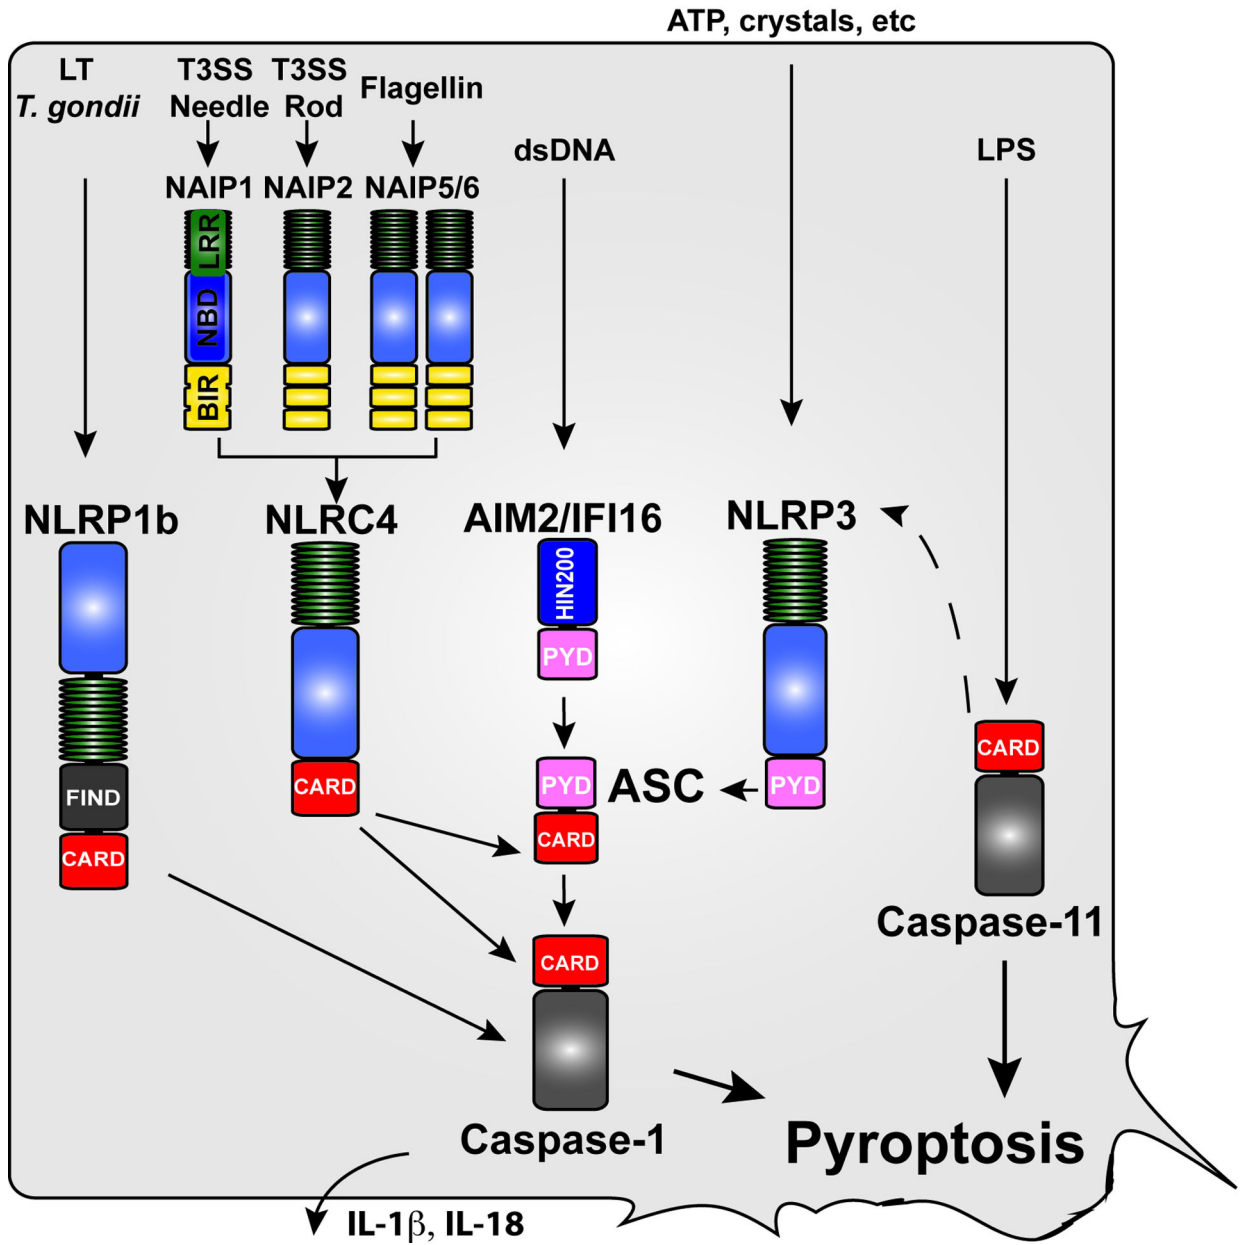 ATP, crystals, etc
LT
T. gondii
T3SS
Needle
T3SS
Rod
Flagellin
dsDNA
LPS
NAIP1
NAIP2
NAIP5/6
LRR
NBD
BIR
NLRP1b
NLRC4
AIM2/IFI16
NLRP3
HIN200
PYD
FIND
CARD
CARD
PYD
ASC
PYD
CARD
CARD
CARD
Caspase-11
Caspase-1
Pyroptosis
IL-1β, IL-18